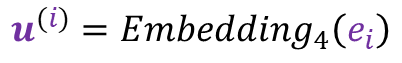 u^{(i)} = Embedding_4(e_i)